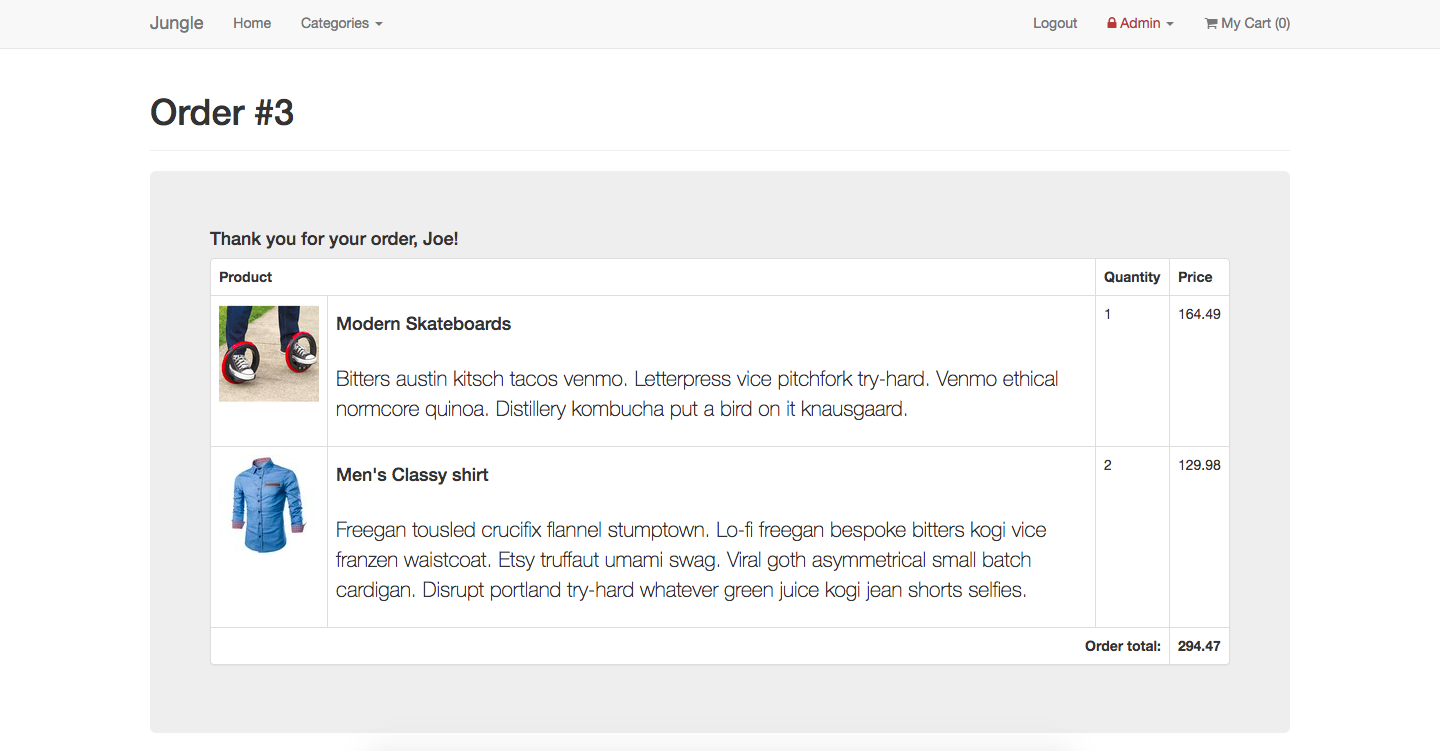 Jungle Home Categories Logout Admin My Cart (0)
Order #3
Thank you for your order, Joe!
Product Quantity Price
Modern Skateboards 1 164.49
Bitters austin kitsch tacos venmo. Letterpress vice pitchfork try-hard. Venmo ethical
normcore quinoa. Distillery kombucha put a bird on it knausgaard.
Men's Classy shirt 2 129.98
Freegan tousled crucifix flannel stumptown. Lo-fi freegan bespoke bitters kogi vice
franzen waistcoat. Etsy truffaut umami swag. Viral goth asymmetrical small batch
cardigan. Disrupt portland try-hard whatever green juice kogi jean shorts selfies.
Order total: 294.47